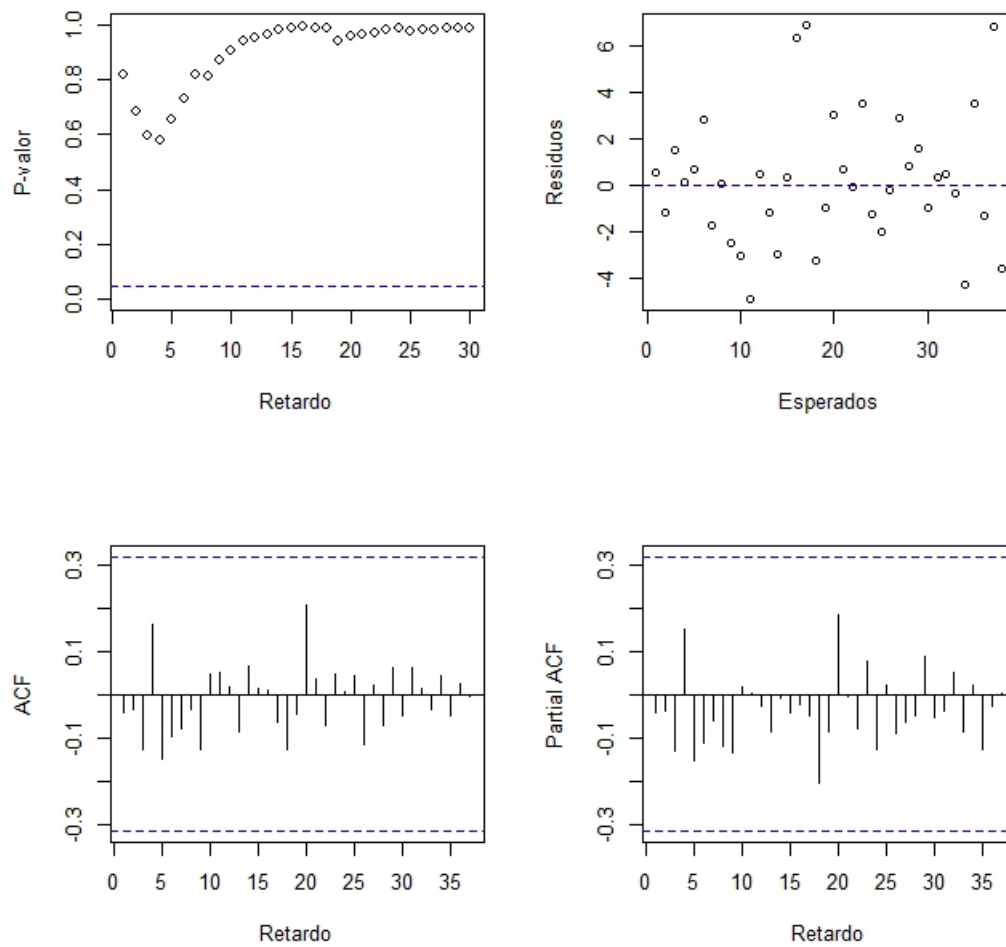 P-valor
0.0 0.2 0.4 0.6 0.8 1.0
0 5 10 15 20 25 30
Retardo
Residuos
-4 -2 0 2 4 6
0 10 20 30
Esperados
ACF
-0.3 -0.1 0.1 0.3
0 5 10 15 20 25 30 35
Retardo
Partial ACF
-0.3 -0.1 0.1 0.3
0 5 10 15 20 25 30 35
Retardo